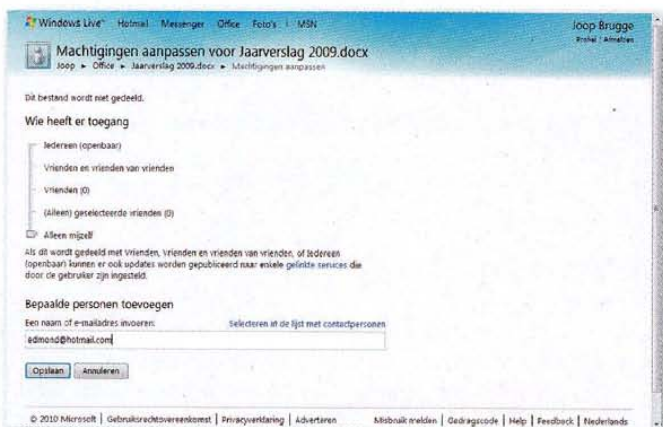 Windows Live™ Hotmail Messenger Office Foto's | MSN
Joop Brugge
Profiel | Afmelden
Machtigingen aanpassen voor Jaarverslag 2009.docx
Joop ► Office ► Jaarverslag 2009.docx ► Machtigingen aanpassen
Dit bestand wordt niet gedeeld.
Wie heeft er toegang
Iedereen (openbaar)
Vrienden en vrienden van vrienden
Vrienden (0)
(Alleen) geselecteerde vrienden (0)
Alleen mijzelf
Als dit wordt gedeeld met Vrienden, Vrienden en vrienden van vrienden, of Iedereen
(openbaar) kunnen er ook updates worden gepubliceerd naar enkele gelinkte services die
door de gebruiker zijn ingesteld.
Bepaalde personen toevoegen
Een naam of e-mailadres invoeren: Selecteren in de lijst met contactpersonen
edmond@hotmail.com
Opslaan Annuleren
© 2010 Microsoft | Gebruiksrechtovereenkomst | Privacyverklaring | Adverteren Misbruik melden | Gedragscode | Help | Feedback | Nederlands